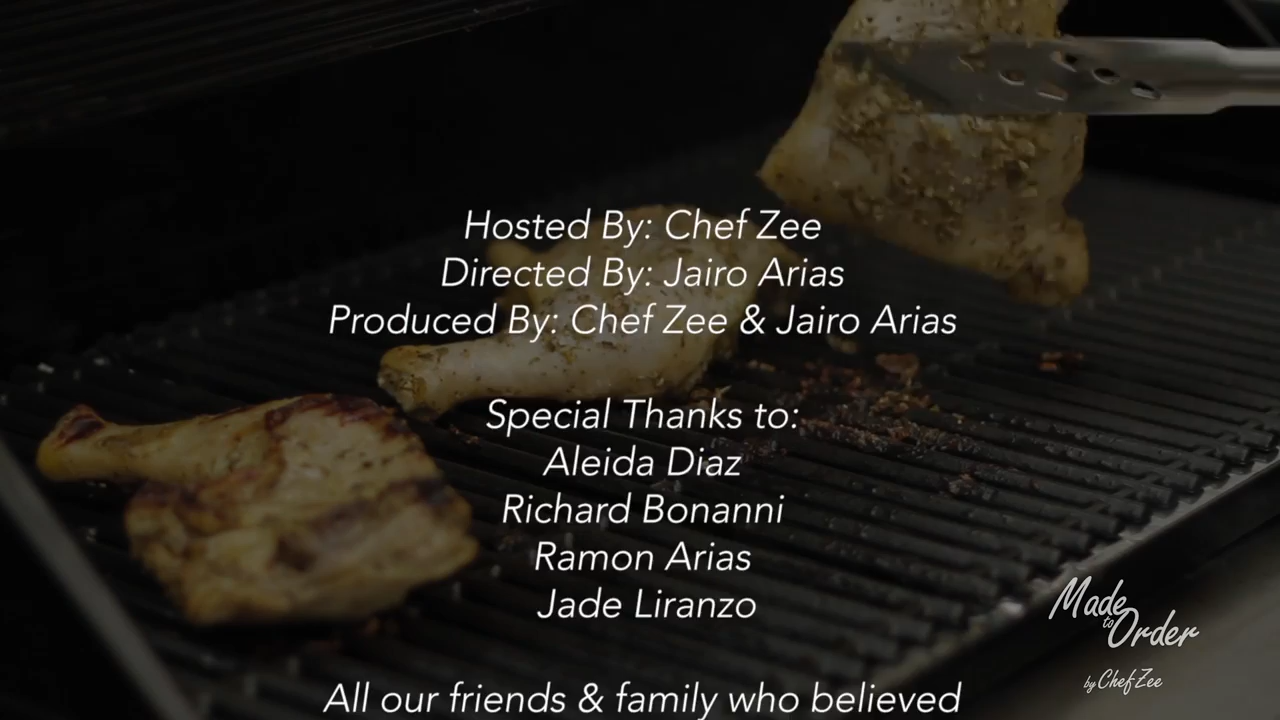 Hosted By: Chef Zee
Directed By: Jairo Arias
Produced By: Chef Zee & Jairo Arias
Special Thanks to:
Aleida Diaz
Richard Bonanni
Ramon Arias
Jade Liranzo
All our friends & family who believed
Made
to
Order
by Chef Zee